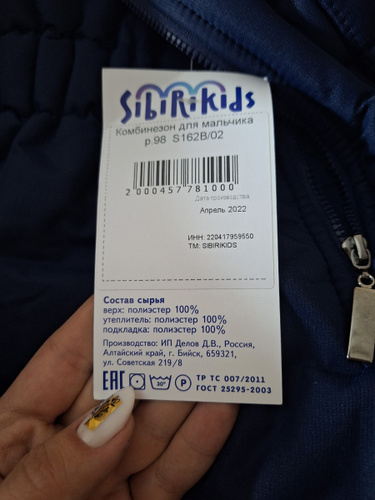 SibiRikids
Комбинезон для мальчика
р.98 S162B/02
2 000457 781000
Дата производства
Апрель 2022
ИНН: 220417959550
ТМ: SIBIRIKIDS
Состав сырья
верх: полиэстер 100%
утеплитель: полиэстер 100%
подкладка: полиэстер 100%
Производство: ИП Делов Д.В., Россия,
Алтайский край, г. Бийск, 659321,
ул. Советская 219/8
ЕАС 30° P ТР ТС 007/2011
ГОСТ 25295-2003